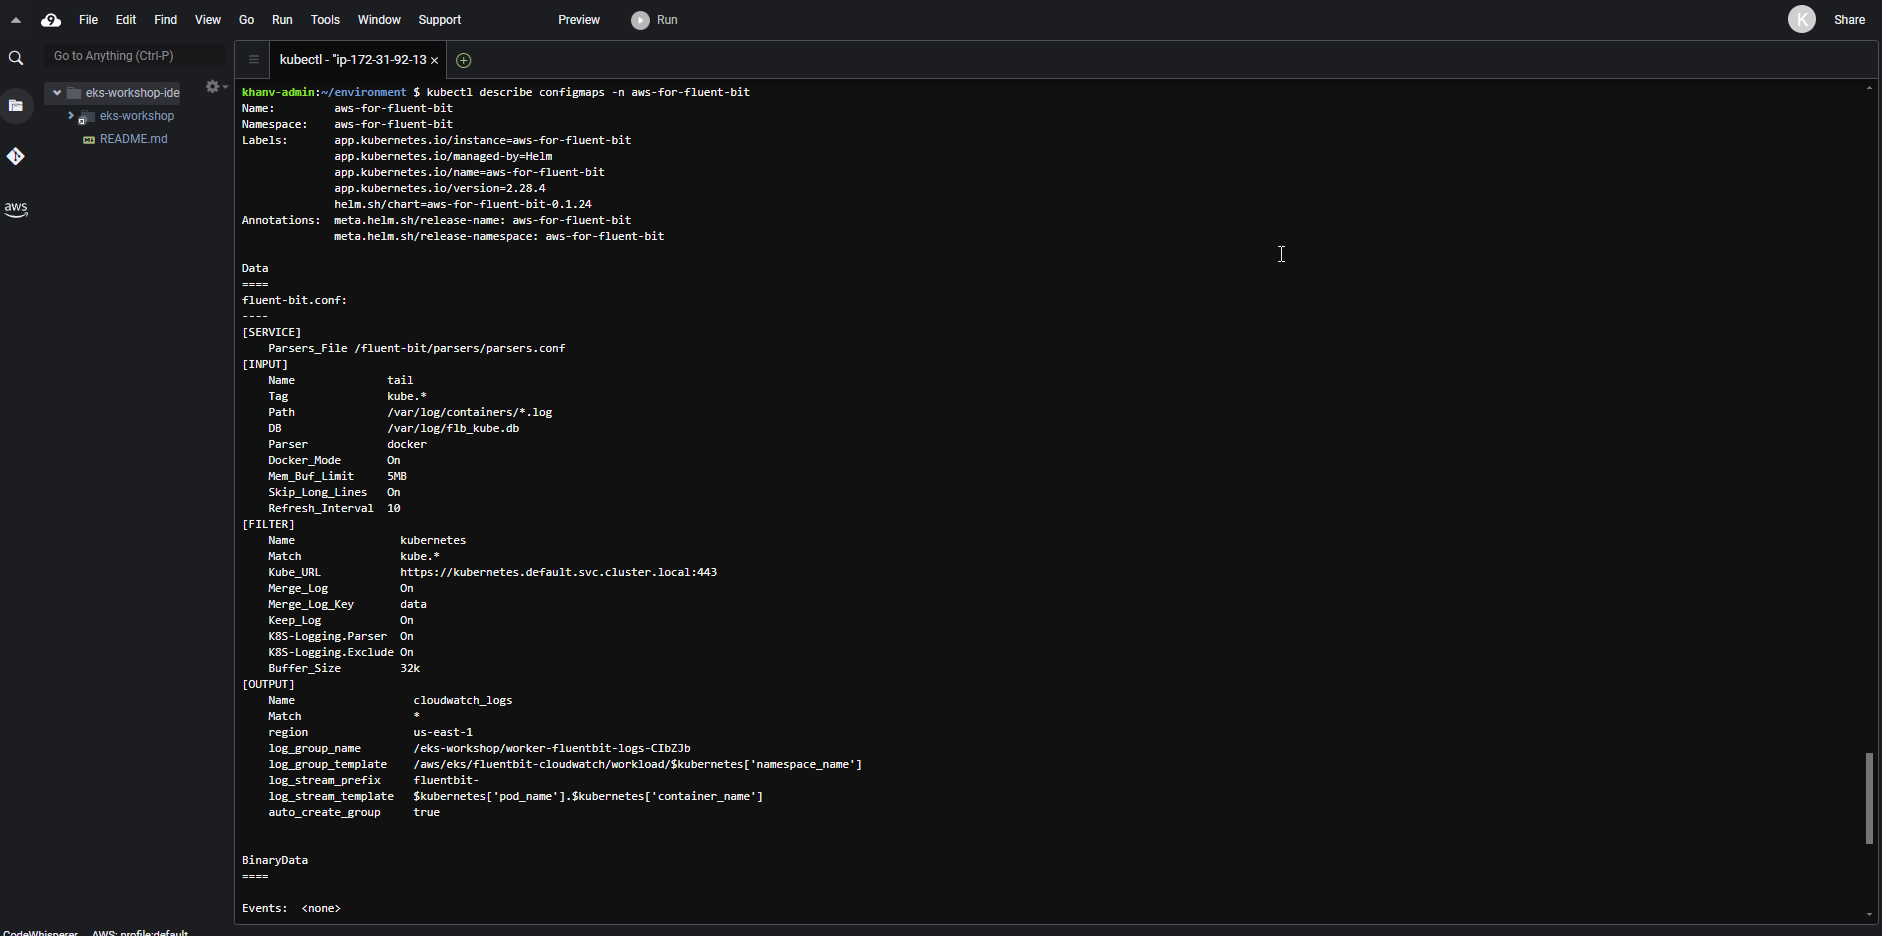 File Edit Find View Go Run Tools Window Support Preview Run K Share
Go to Anything (Ctrl-P)
kubectl - "ip-172-31-92-13 ×
eks-workshop-ide
eks-workshop
README.md
aws
khanv-admin:~/environment $ kubectl describe configmaps -n aws-for-fluent-bit
Name:         aws-for-fluent-bit
Namespace:    aws-for-fluent-bit
Labels:       app.kubernetes.io/instance=aws-for-fluent-bit
              app.kubernetes.io/managed-by=Helm
              app.kubernetes.io/name=aws-for-fluent-bit
              app.kubernetes.io/version=2.28.4
              helm.sh/chart=aws-for-fluent-bit-0.1.24
Annotations:  meta.helm.sh/release-name: aws-for-fluent-bit
              meta.helm.sh/release-namespace: aws-for-fluent-bit
Data
====
fluent-bit.conf:
----
[SERVICE]
    Parsers_File /fluent-bit/parsers/parsers.conf
[INPUT]
    Name              tail
    Tag               kube.*
    Path              /var/log/containers/*.log
    DB                /var/log/flb_kube.db
    Parser            docker
    Docker_Mode       On
    Mem_Buf_Limit     5MB
    Skip_Long_Lines   On
    Refresh_Interval  10
[FILTER]
    Name                kubernetes
    Match               kube.*
    Kube_URL            https://kubernetes.default.svc.cluster.local:443
    Merge_Log           On
    Merge_Log_Key       data
    Keep_Log            On
    K8S-Logging.Parser  On
    K8S-Logging.Exclude On
    Buffer_Size         32k
[OUTPUT]
    Name                  cloudwatch_logs
    Match                 *
    region                us-east-1
    log_group_name        /eks-workshop/worker-fluentbit-logs-CIbZJb
    log_group_template    /aws/eks/fluentbit-cloudwatch/workload/$kubernetes['namespace_name']
    log_stream_prefix     fluentbit-
    log_stream_template   $kubernetes['pod_name'].$kubernetes['container_name']
    auto_create_group     true
BinaryData
====
Events:  <none>
CodeWhisperer AWS: profile:default